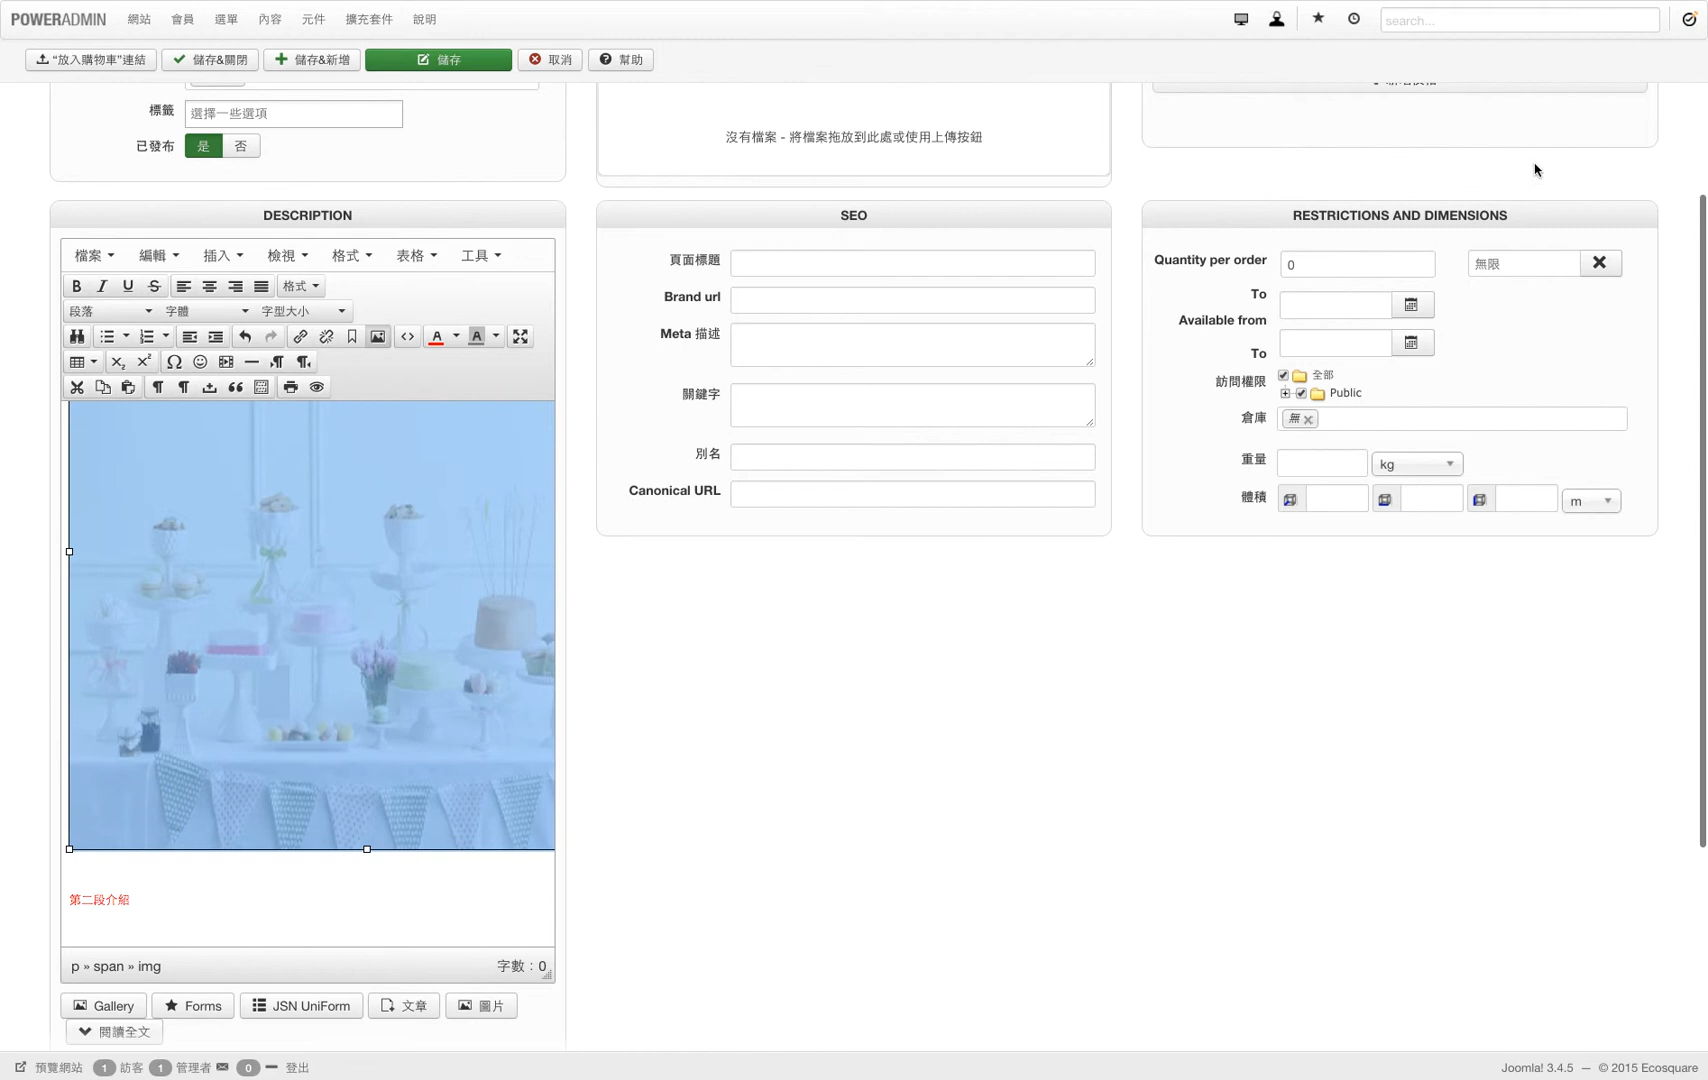 POWERADMIN 網站 會員 選單 內容 元件 擴充套件 說明 search...
“放入購物車”連結 儲存&關閉 儲存&新增 儲存 取消 幫助
標籤 選擇一些選項
已發布 是 否
沒有檔案 - 將檔案拖放到此處或使用上傳按鈕
DESCRIPTION
檔案 編輯 插入 檢視 格式 表格 工具
B I U S 格式
段落 字體 字型大小
A A
第二段介紹
p » span » img 字數：0
Gallery Forms JSN UniForm 文章 圖片
閱讀全文
SEO
頁面標題
Brand url
Meta 描述
關鍵字
別名
Canonical URL
RESTRICTIONS AND DIMENSIONS
Quantity per order 0 無限
To
Available from
To
訪問權限 全部
Public
倉庫 無
重量 kg
體積 m
預覽網站 1 訪客 1 管理者 0 登出 Joomla! 3.4.5 — © 2015 Ecosquare